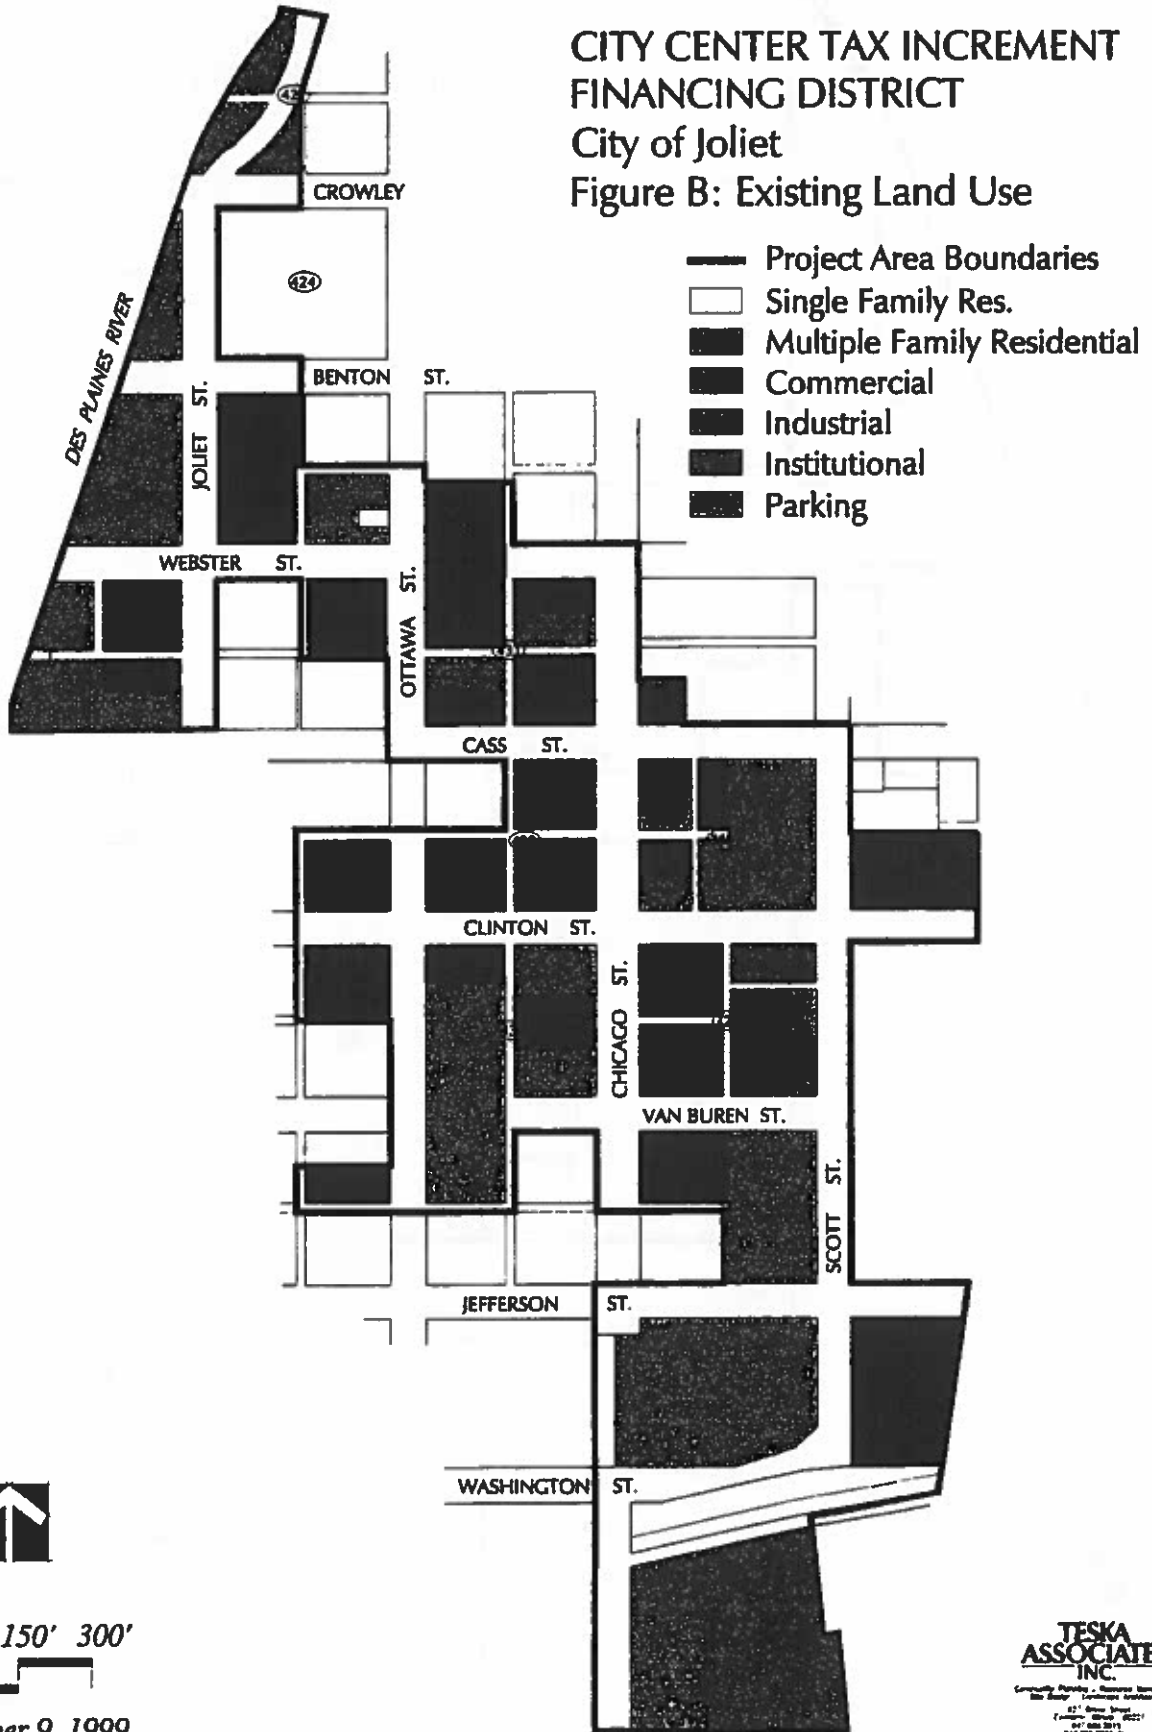 CITY CENTER TAX INCREMENT
FINANCING DISTRICT
City of Joliet
Figure B: Existing Land Use
Project Area Boundaries
Single Family Res.
Multiple Family Residential
Commercial
Industrial
Institutional
Parking
CROWLEY
424
DES PLAINES RIVER
BENTON ST.
JOLIET ST.
WEBSTER ST.
OTTAWA ST.
CASS ST.
CLINTON ST.
CHICAGO ST.
VAN BUREN ST.
SCOTT ST.
JEFFERSON ST.
WASHINGTON ST.
150' 300'
9, 1999
TESKA
INC.